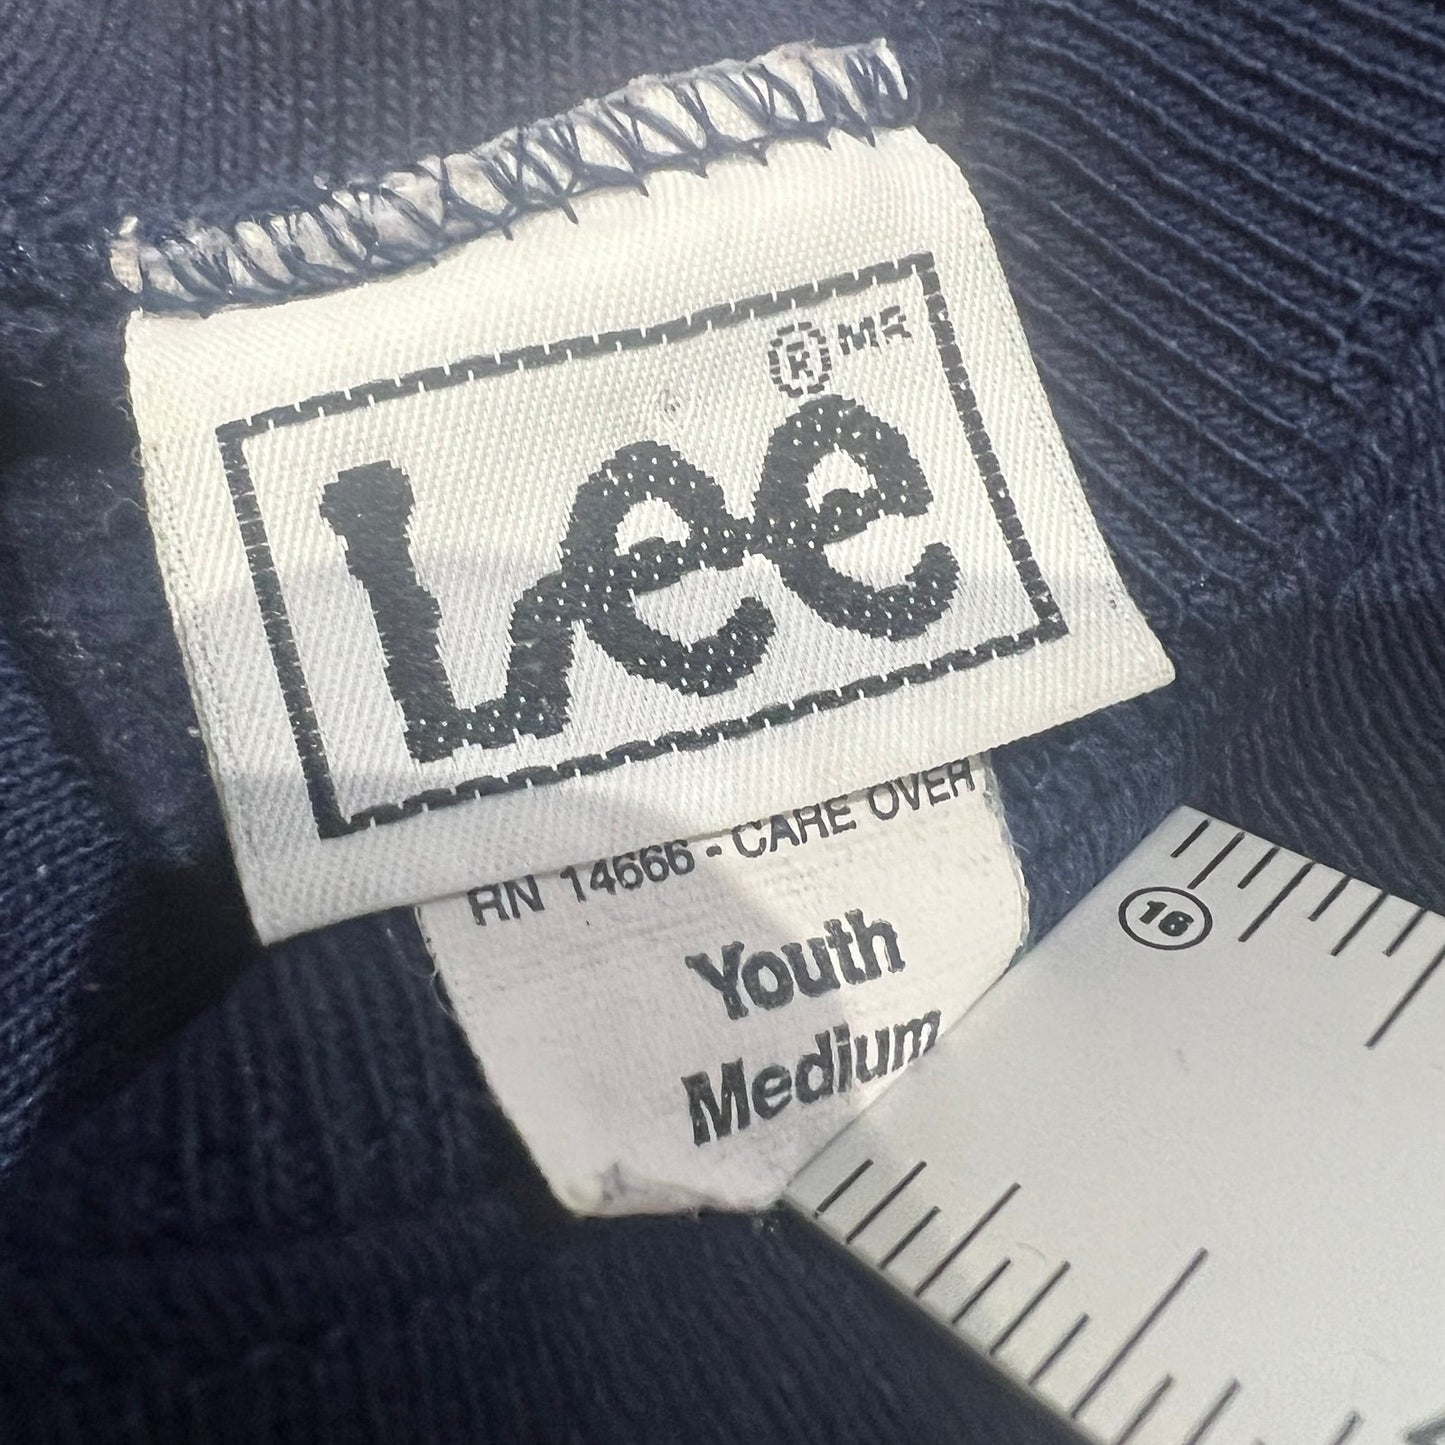 ® MR
Lee
RN 14666 - CARE OVER
Youth
Medium
16